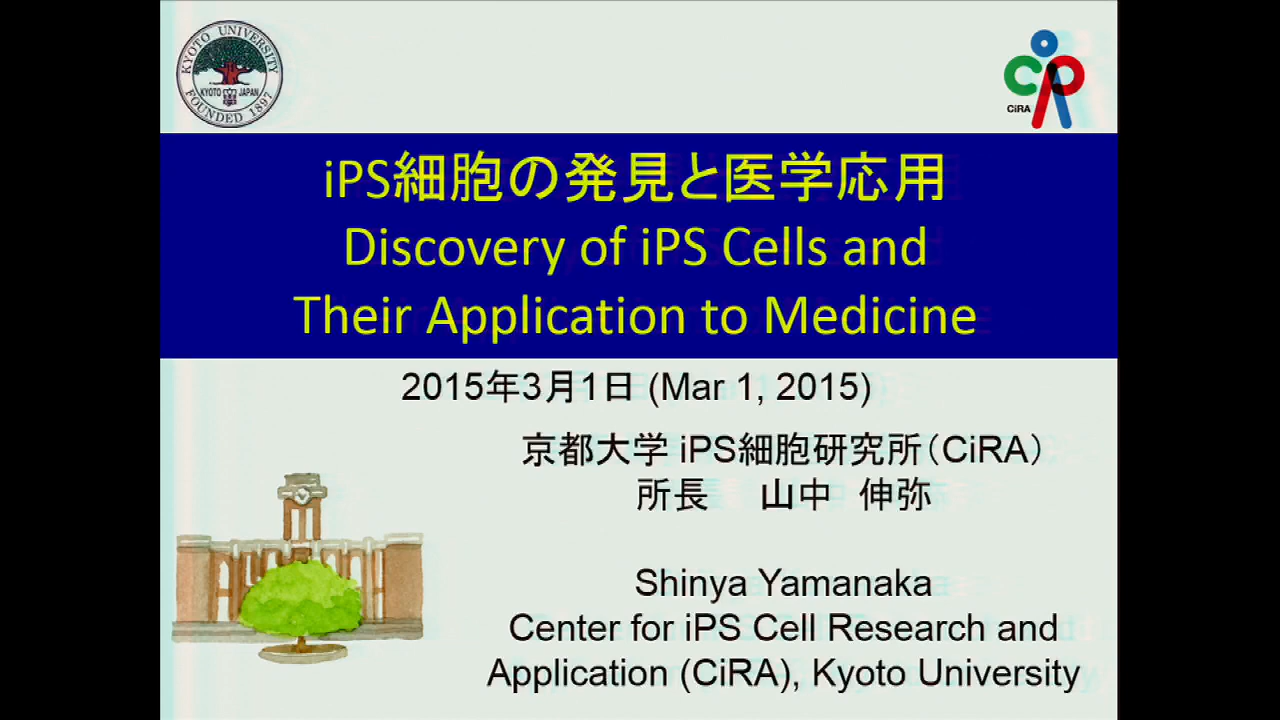 KYOTO UNIVERSITY
KYOTO JAPAN
FOUNDED 1897
CiRA
iPS細胞の発見と医学応用
Discovery of iPS Cells and
Their Application to Medicine
2015年3月1日 (Mar 1, 2015)
京都大学 iPS細胞研究所（CiRA）
所長　山中　伸弥
Shinya Yamanaka
Center for iPS Cell Research and
Application (CiRA), Kyoto University